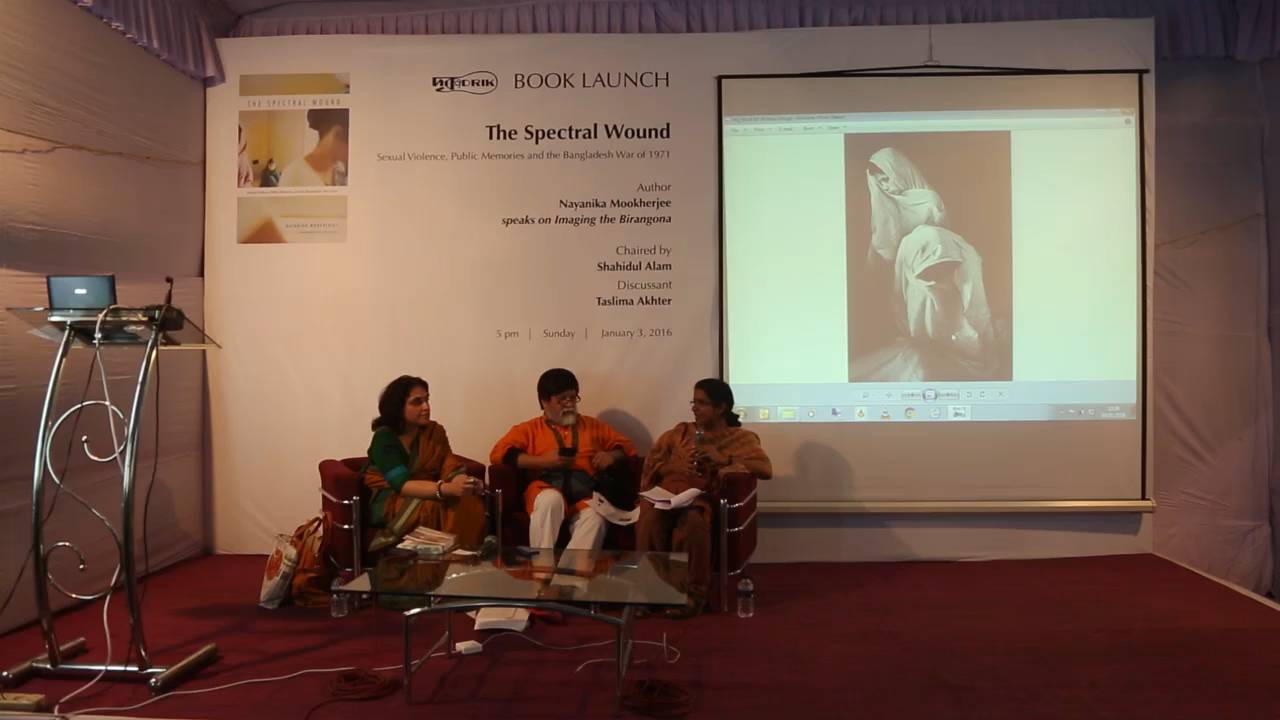 THE SPECTRAL WOUND
দৃক DRIK BOOK LAUNCH
The Spectral Wound
Sexual Violence, Public Memories and the Bangladesh War of 1971
Author
Nayanika Mookherjee
speaks on Imaging the Birangona
Chaired by
Shahidul Alam
Discussant
Taslima Akhter
5 pm | Sunday | January 3, 2016